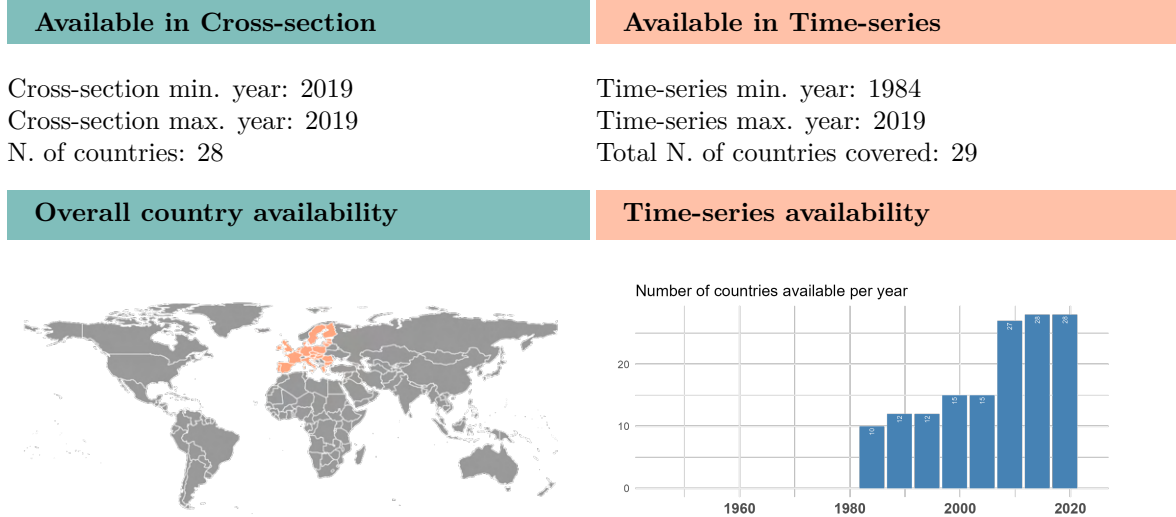 Available in Cross-section
Available in Time-series
Cross-section min. year: 2019
Cross-section max. year: 2019
N. of countries: 28
Time-series min. year: 1984
Time-series max. year: 2019
Total N. of countries covered: 29
Overall country availability
Time-series availability
Number of countries available per year
20
10
0
10
12
12
15
15
27
28
28
1960
1980
2000
2020